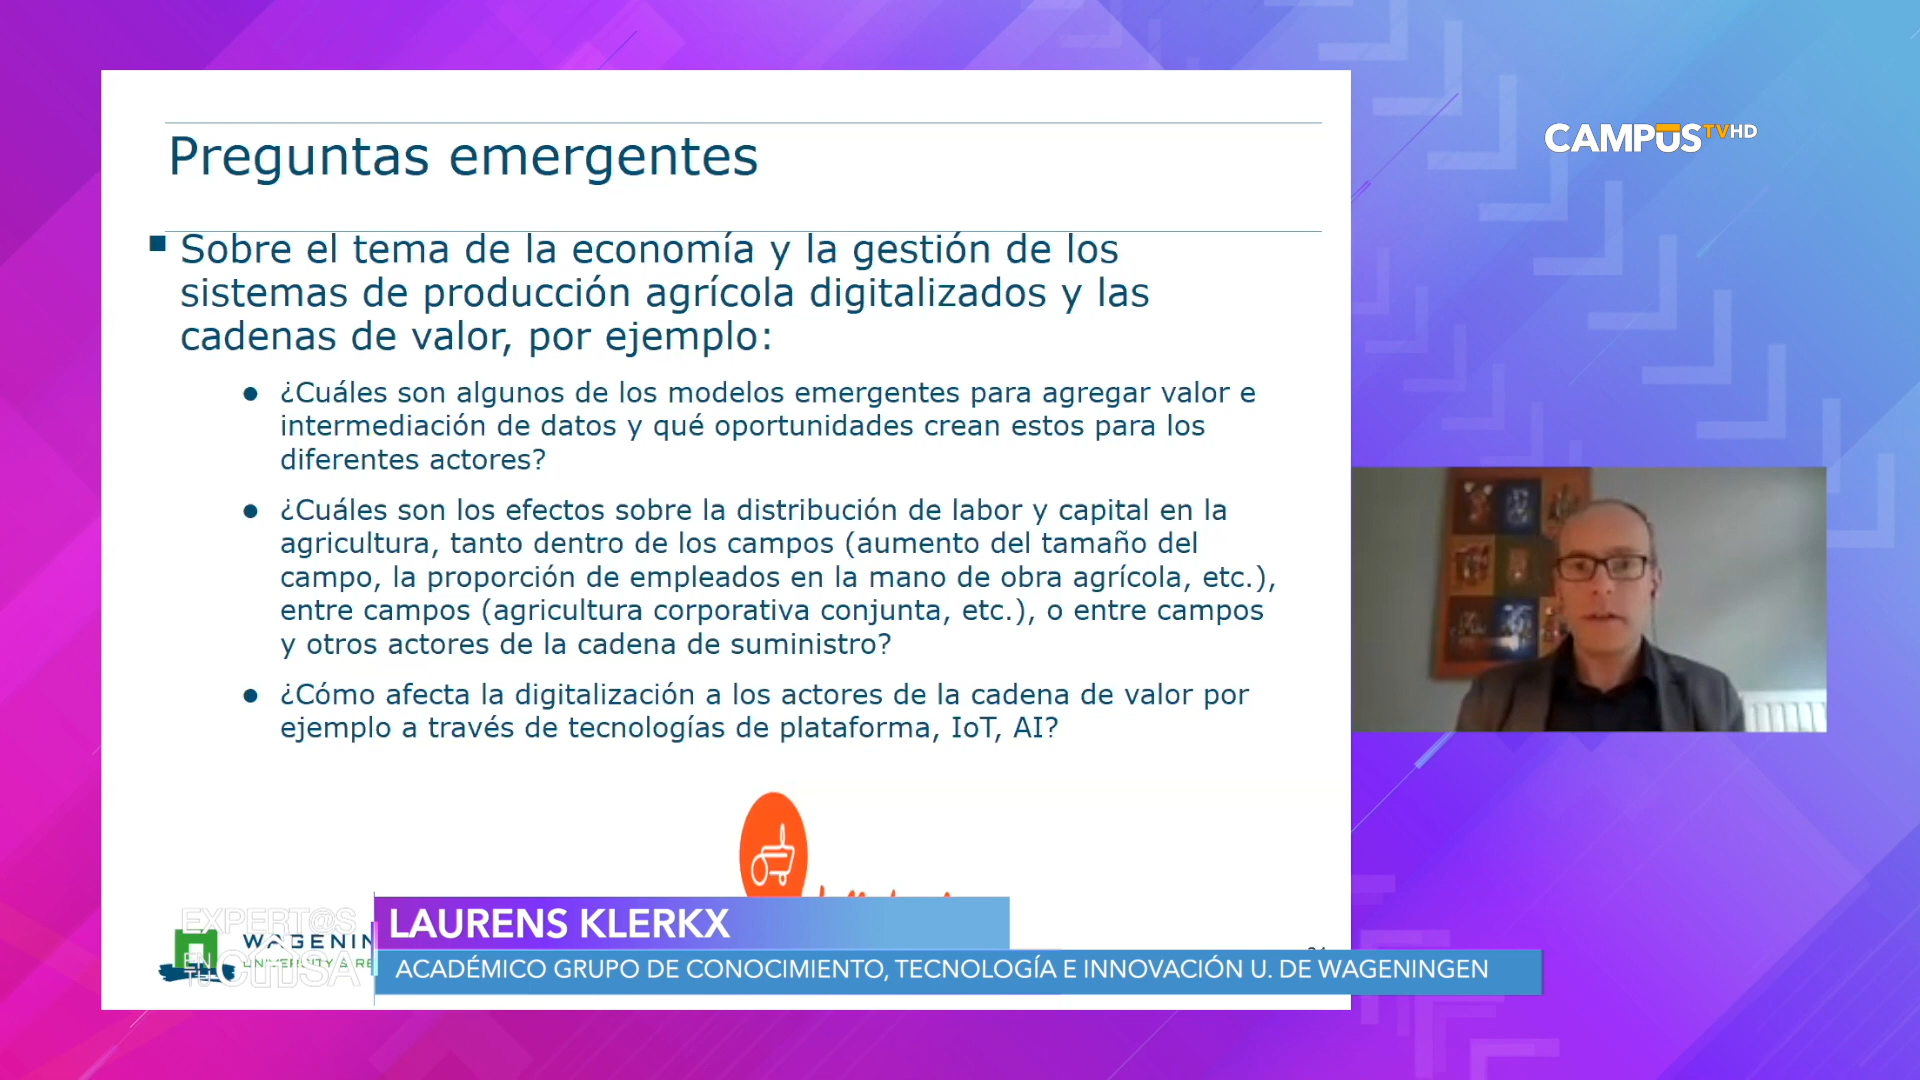 Preguntas emergentes
CAMPUSTVHD
Sobre el tema de la economía y la gestión de los
sistemas de producción agrícola digitalizados y las
cadenas de valor, por ejemplo:
¿Cuáles son algunos de los modelos emergentes para agregar valor e
intermediación de datos y qué oportunidades crean estos para los
diferentes actores?
¿Cuáles son los efectos sobre la distribución de labor y capital en la
agricultura, tanto dentro de los campos (aumento del tamaño del
campo, la proporción de empleados en la mano de obra agrícola, etc.),
entre campos (agricultura corporativa conjunta, etc.), o entre campos
y otros actores de la cadena de suministro?
¿Cómo afecta la digitalización a los actores de la cadena de valor por
ejemplo a través de tecnologías de plataforma, IoT, AI?
EXPERT@S
EN TU CASA
LAURENS KLERKX
ACADÉMICO GRUPO DE CONOCIMIENTO, TECNOLOGÍA E INNOVACIÓN U. DE WAGENINGEN